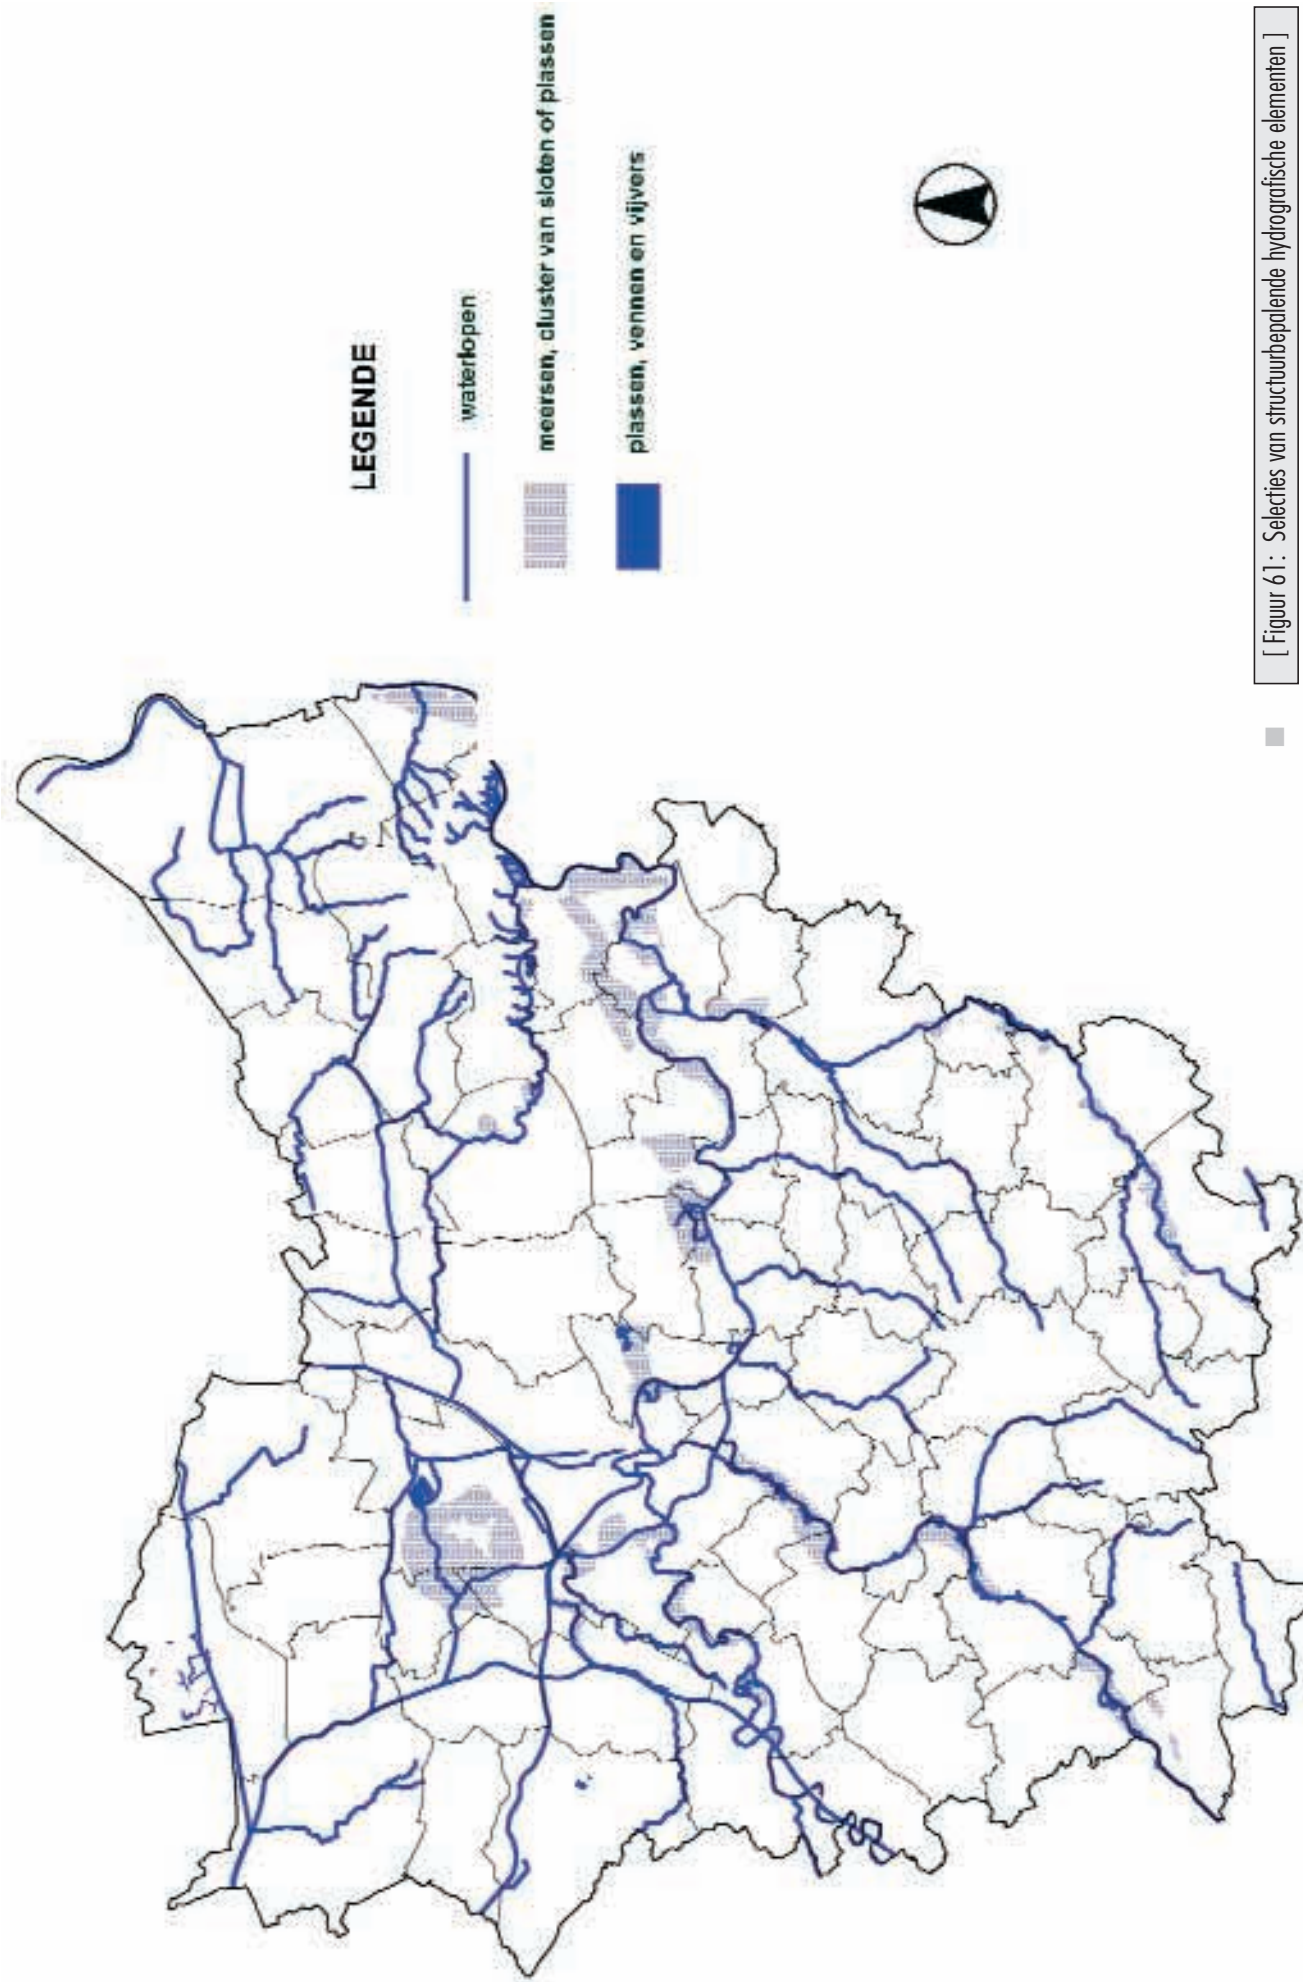 LEGENDE
waterlopen
meersen, cluster van sloten of plassen
plassen, vennen en vijvers
[ Figuur 61: Selecties van structuurbepalende hydrografische elementen ]